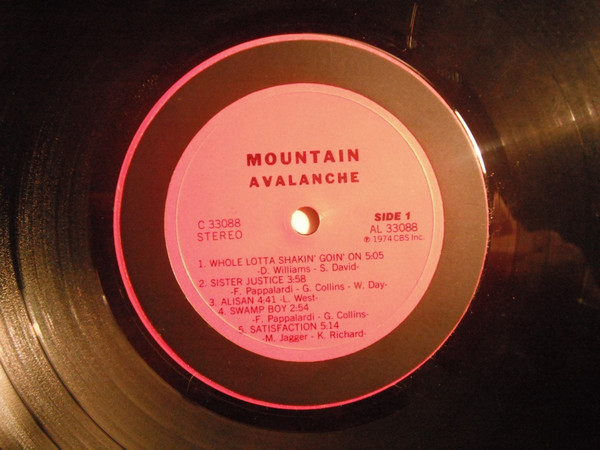 MOUNTAIN
AVALANCHE
C 33088
STEREO
SIDE 1
AL 33088
℗ 1974 CBS Inc.
1. WHOLE LOTTA SHAKIN' GOIN' ON 5:05
-D. Williams - S. David-
2. SISTER JUSTICE 3:58
-F. Pappalardi - G. Collins - W. Day-
3. ALISAN 4:41 -L. West-
4. SWAMP BOY 2:54
-F. Pappalardi - G. Collins-
5. SATISFACTION 5:14
-M. Jagger - K. Richard-